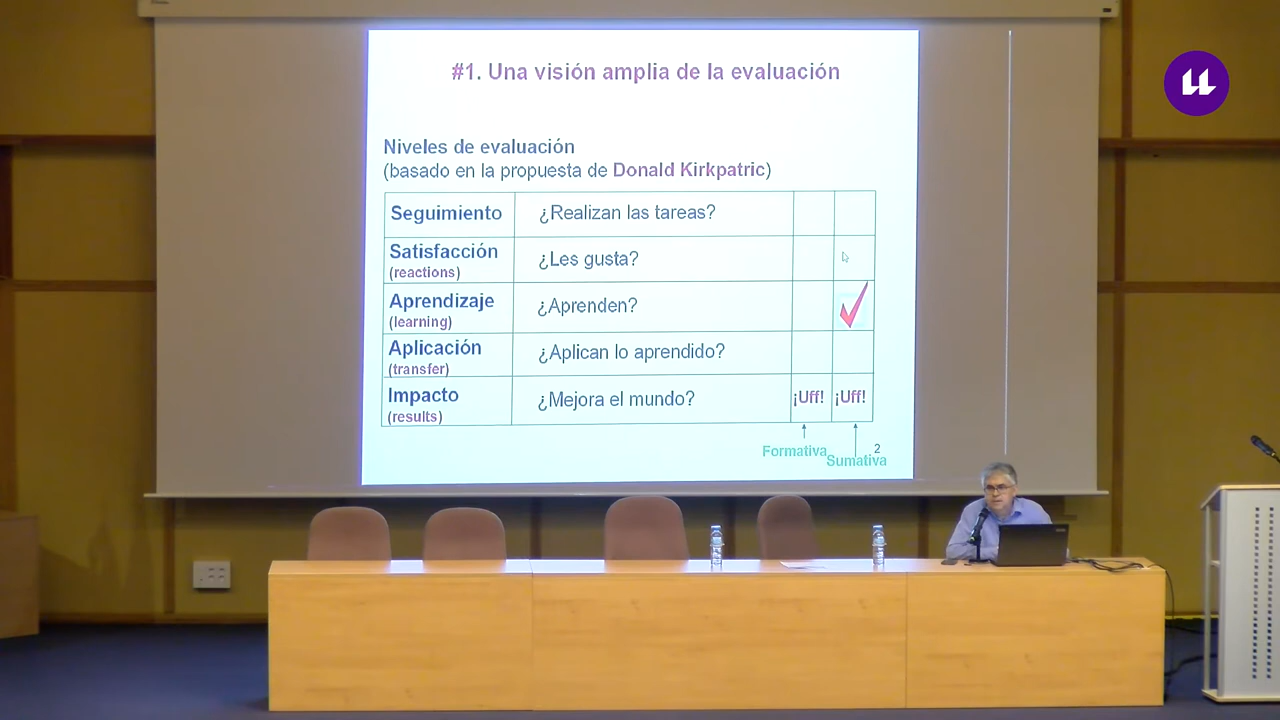 #1. Una visión amplia de la evaluación
Niveles de evaluación
(basado en la propuesta de Donald Kirkpatric)
Seguimiento ¿Realizan las tareas?
Satisfacción ¿Les gusta?
(reactions)
Aprendizaje ¿Aprenden?
(learning)
Aplicación ¿Aplican lo aprendido?
(transfer)
Impacto ¿Mejora el mundo? ¡Uff! ¡Uff!
(results)
Formativa 2
Sumativa